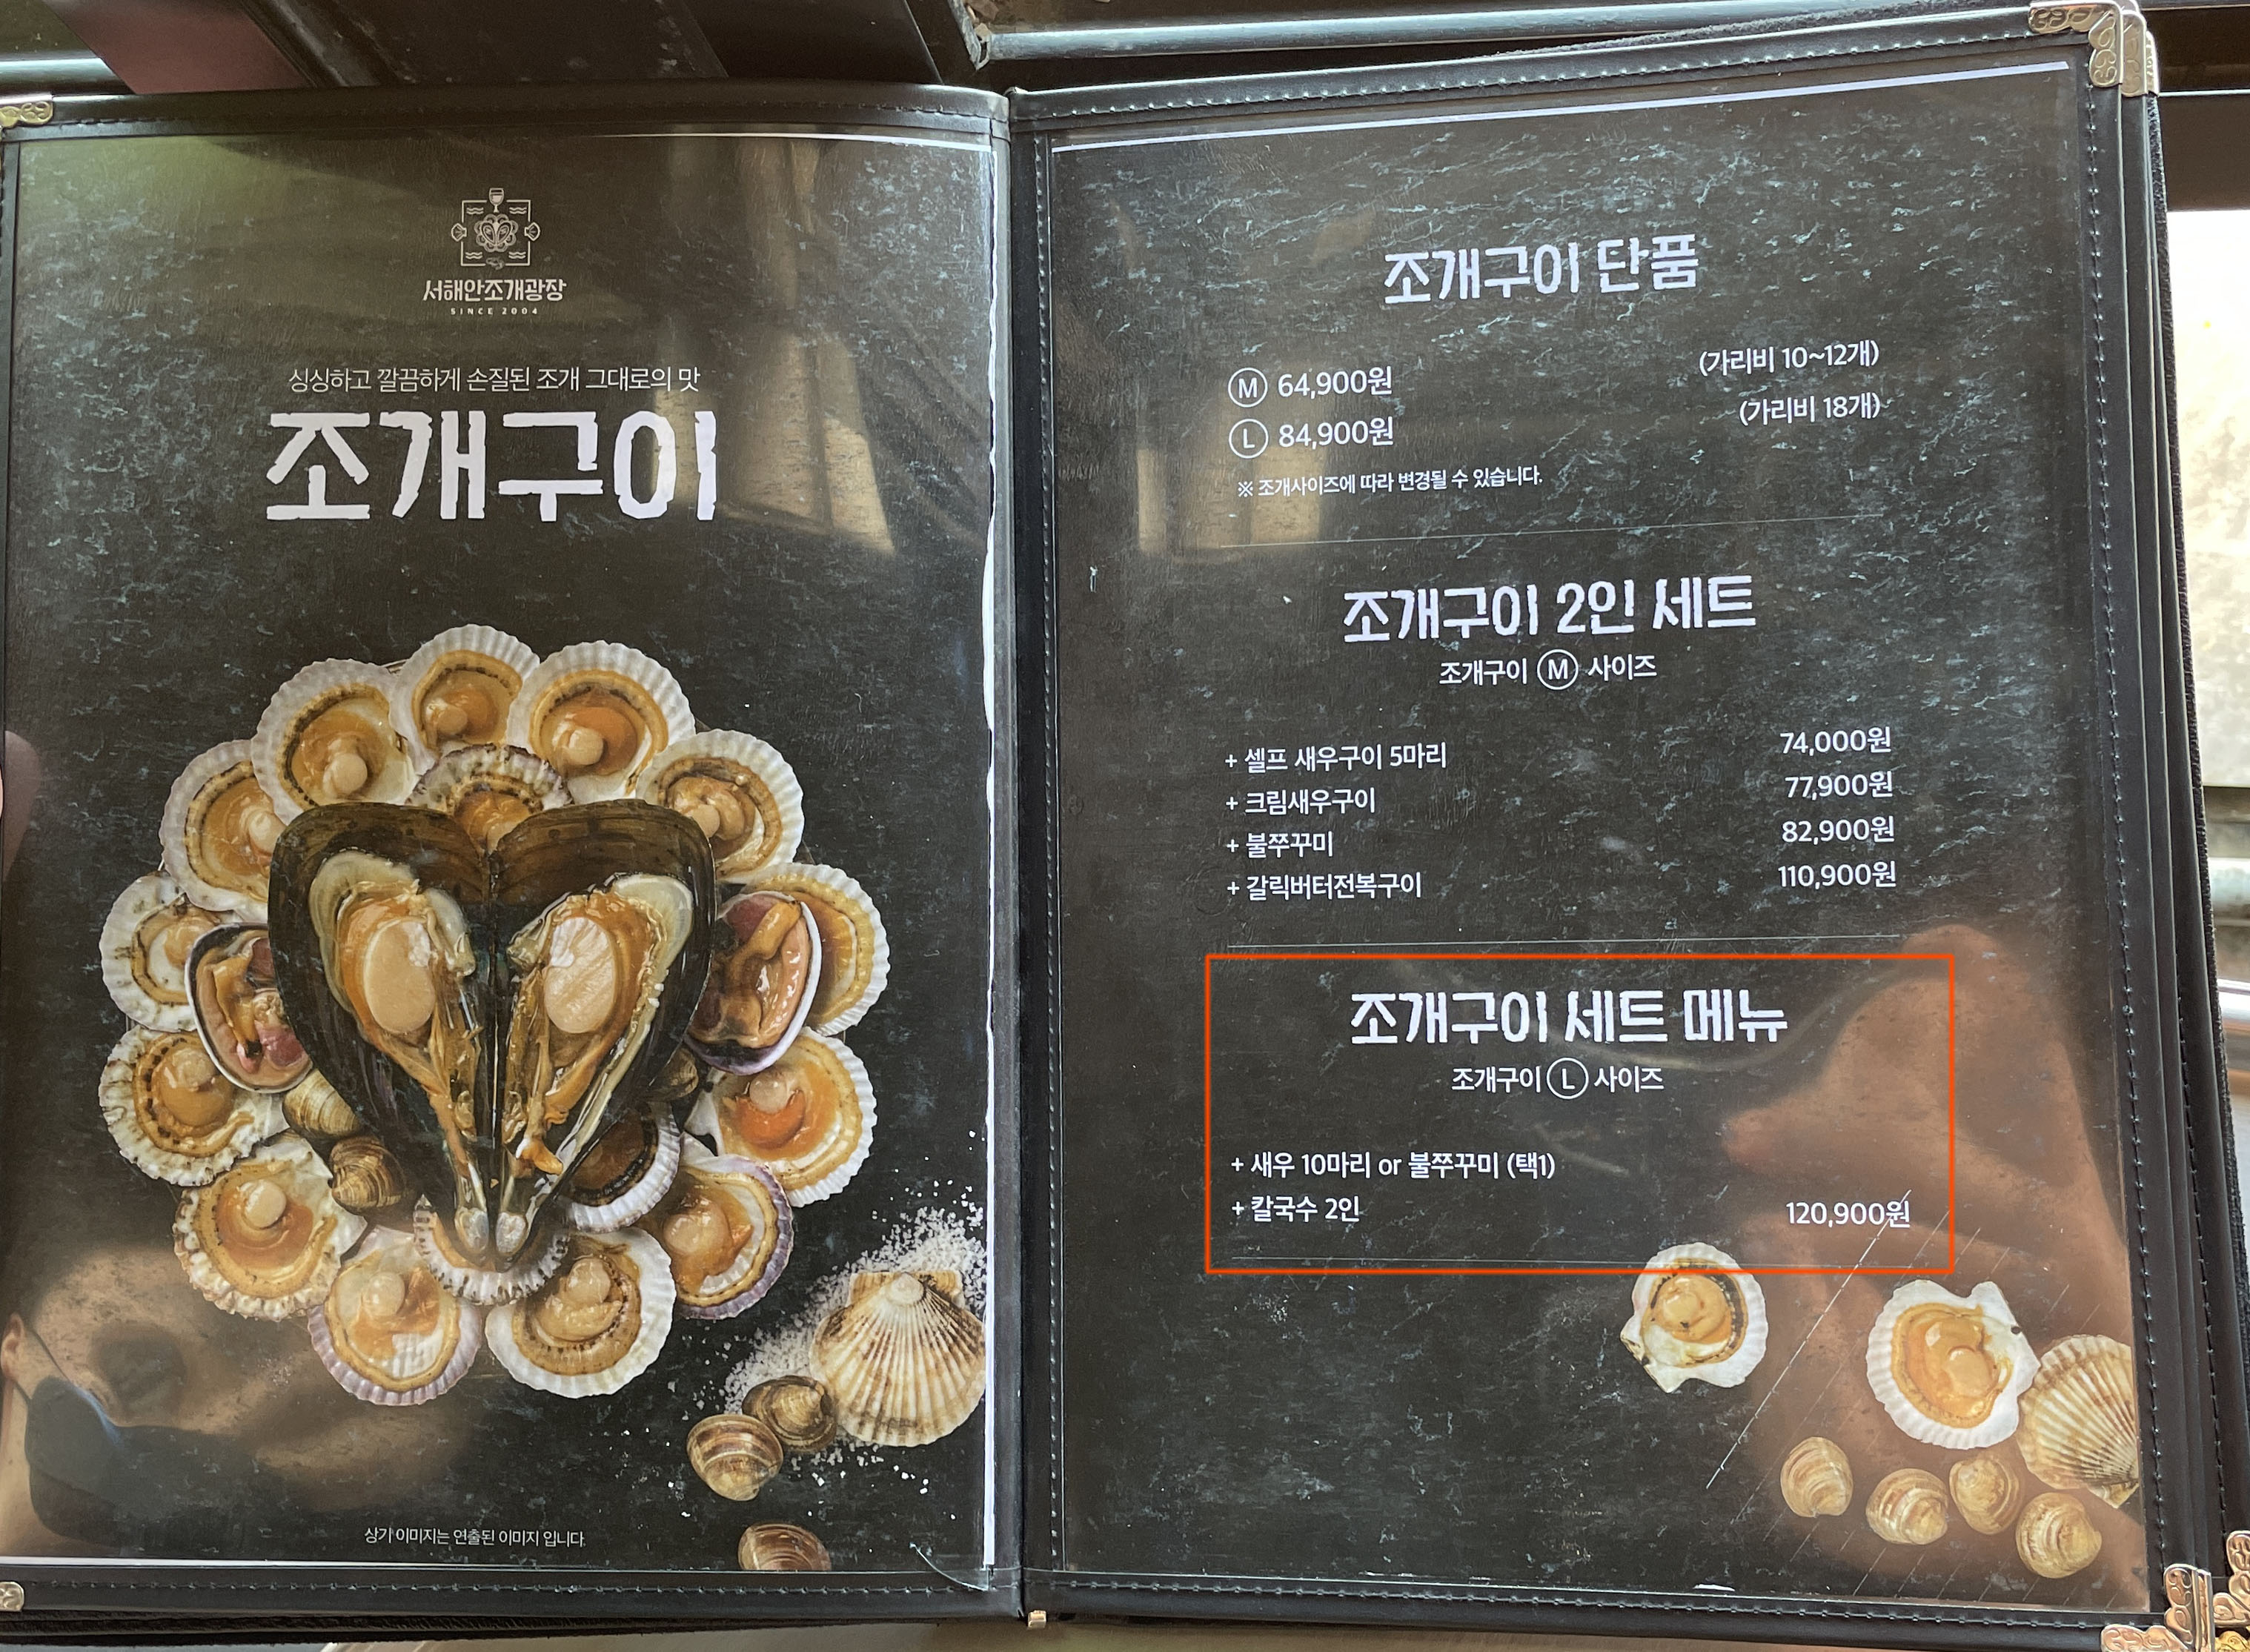 서해안조개광장
SINCE 2004
싱싱하고 깔끔하게 손질된 조개 그대로의 맛
조개구이
상기 이미지는 연출된 이미지 입니다.
조개구이 단품
Ⓜ 64,900원 (가리비 10~12개)
Ⓛ 84,900원 (가리비 18개)
※ 조개사이즈에 따라 변경될 수 있습니다.
조개구이 2인 세트
조개구이 Ⓜ 사이즈
+ 셀프 새우구이 5마리 74,000원
+ 크림새우구이 77,900원
+ 불쭈꾸미 82,900원
+ 갈릭버터전복구이 110,900원
조개구이 세트 메뉴
조개구이 Ⓛ 사이즈
+ 새우 10마리 or 불쭈꾸미 (택1)
+ 칼국수 2인 120,900원